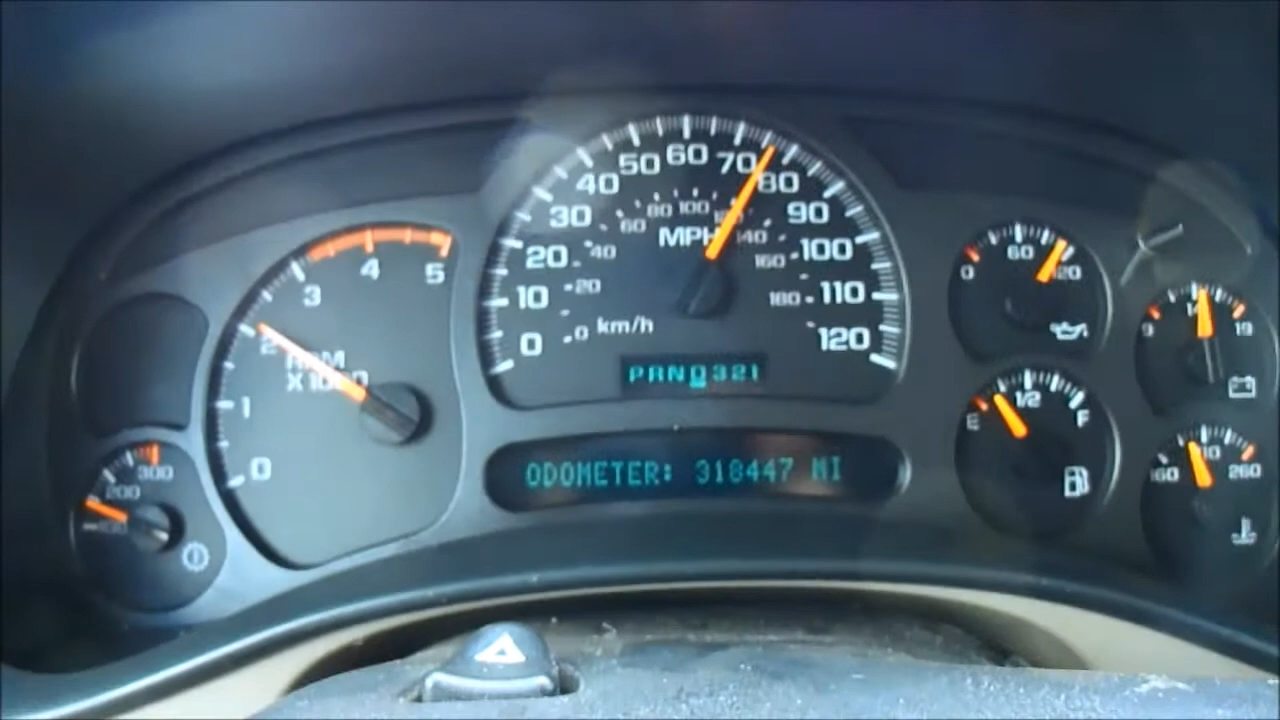 0 1 2 3 4 5
RPM
X1000
200 300
0 10 20 30 40 50 60 70 80 90 100 110 120
MPH
0 20 40 60 80 100 120 140 160 180
km/h
PRND321
ODOMETER: 318447 MI
0 60 120
9 14 19
E 1/2 F
160 210 260